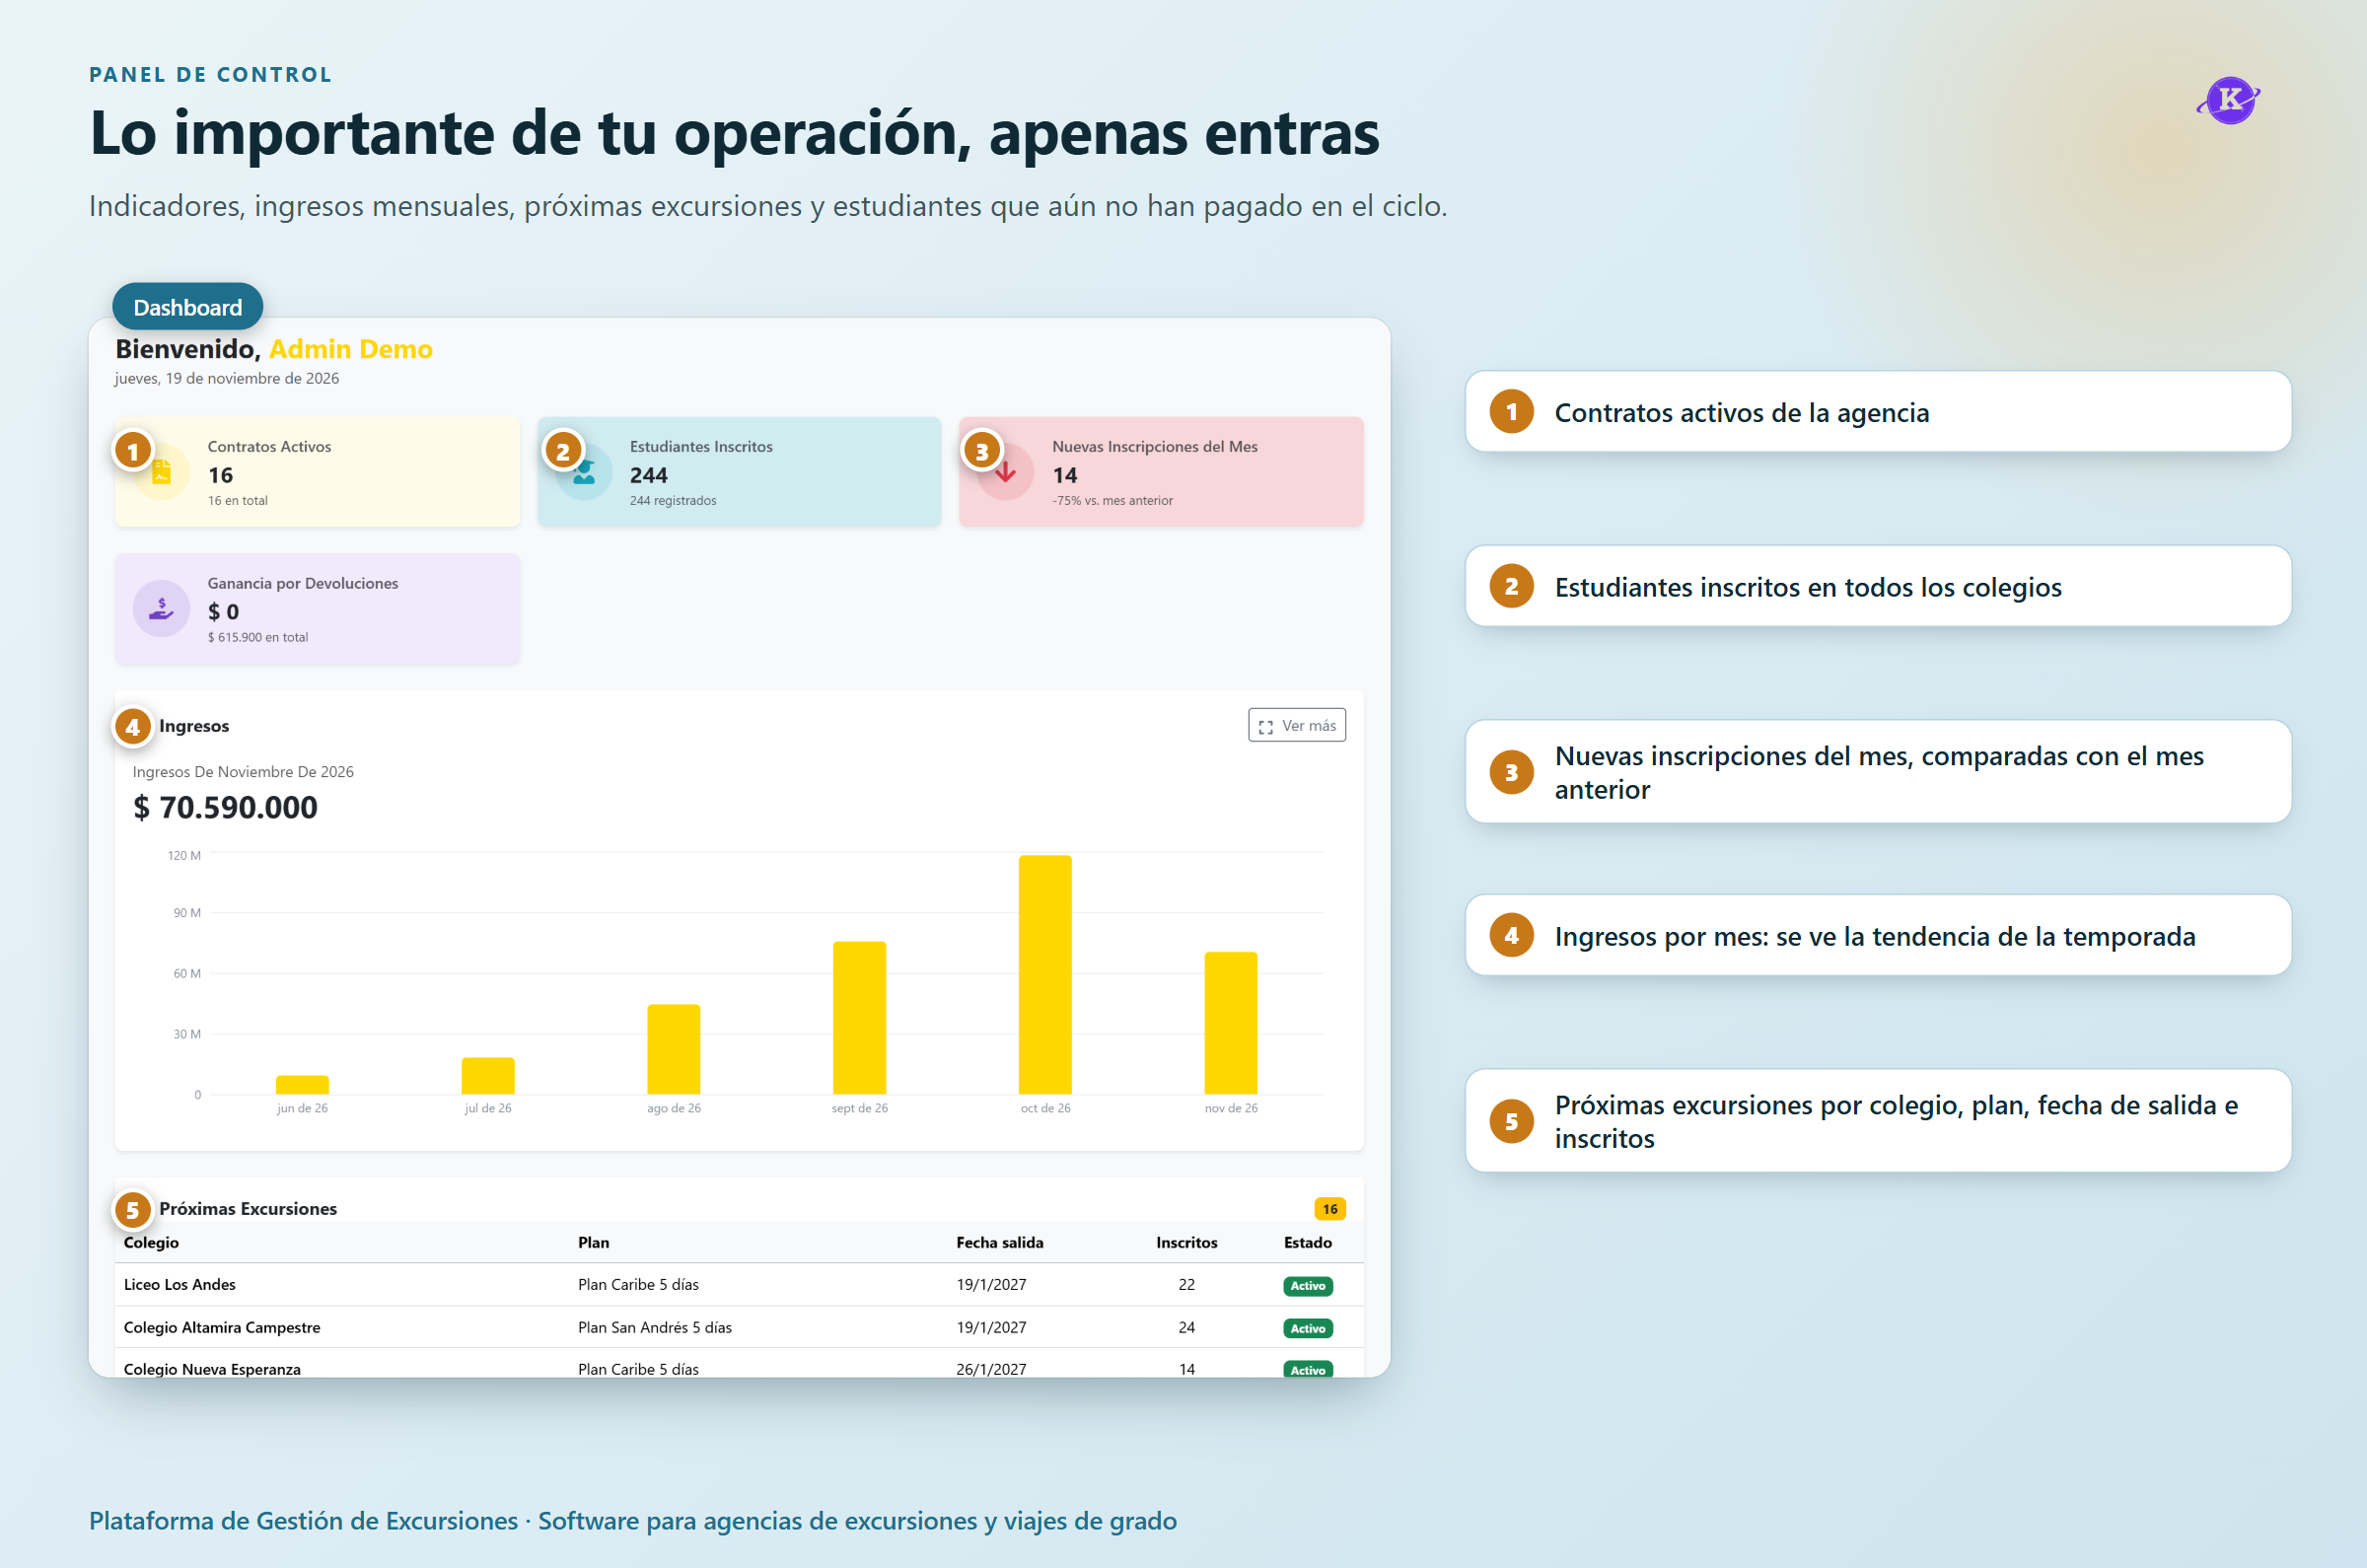 PANEL DE CONTROL
Lo importante de tu operación, apenas entras
Indicadores, ingresos mensuales, próximas excursiones y estudiantes que aún no han pagado en el ciclo.
K
Dashboard
Bienvenido, Admin Demo
jueves, 19 de noviembre de 2026
1
Contratos Activos
16
16 en total
2
Estudiantes Inscritos
244
244 registrados
3
Nuevas Inscripciones del Mes
14
-75% vs. mes anterior
Ganancia por Devoluciones
$ 0
$ 615.900 en total
4 Ingresos
Ver más
Ingresos De Noviembre De 2026
$ 70.590.000
120 M
90 M
60 M
30 M
0
jun de 26 jul de 26 ago de 26 sept de 26 oct de 26 nov de 26
5 Próximas Excursiones 16
Colegio Plan Fecha salida Inscritos Estado
Liceo Los Andes Plan Caribe 5 días 19/1/2027 22 Activo
Colegio Altamira Campestre Plan San Andrés 5 días 19/1/2027 24 Activo
Colegio Nueva Esperanza Plan Caribe 5 días 26/1/2027 14 Activo
1 Contratos activos de la agencia
2 Estudiantes inscritos en todos los colegios
3 Nuevas inscripciones del mes, comparadas con el mes
anterior
4 Ingresos por mes: se ve la tendencia de la temporada
5 Próximas excursiones por colegio, plan, fecha de salida e
inscritos
Plataforma de Gestión de Excursiones · Software para agencias de excursiones y viajes de grado